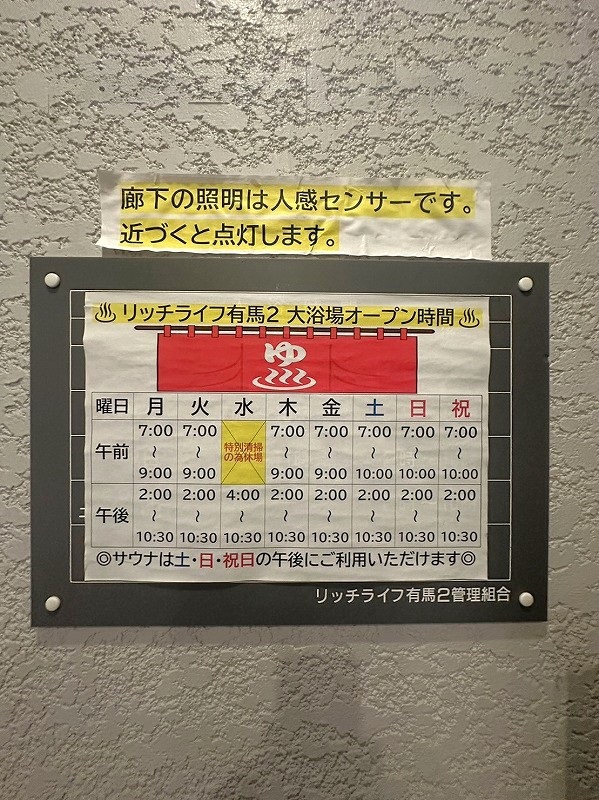 廊下の照明は人感センサーです。
近づくと点灯します。
♨ リッチライフ有馬2 大浴場オープン時間 ♨
ゆ
曜日 月 火 水 木 金 土 日 祝
午前 7:00～9:00 7:00～9:00 特別清掃の為休場 7:00～9:00 7:00～9:00 7:00～10:00 7:00～10:00 7:00～10:00
午後 2:00～10:30 2:00～10:30 4:00～10:30 2:00～10:30 2:00～10:30 2:00～10:30 2:00～10:30 2:00～10:30
◎サウナは土・日・祝日の午後にご利用いただけます◎
リッチライフ有馬2管理組合